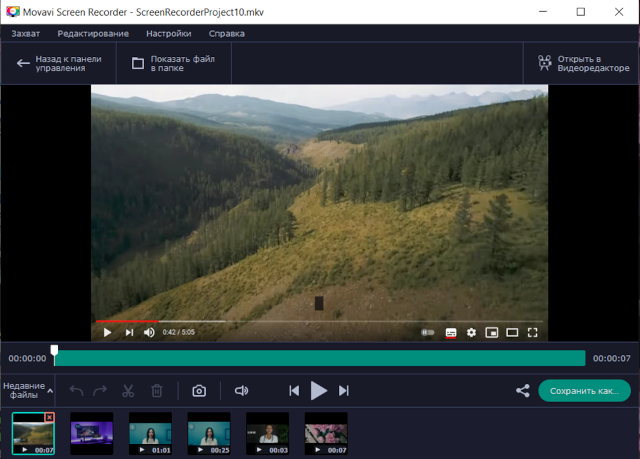 Movavi Screen Recorder - ScreenRecorderProject10.mkv
Захват Редактирование Настройки Справка
Назад к панели
управления
Показать файл
в папке
Открыть в
Видеоредакторе
0:42 / 5:05
00:00:00
00:00:07
Недавние
файлы
Сохранить как...
00:07
01:01
00:25
00:03
00:07